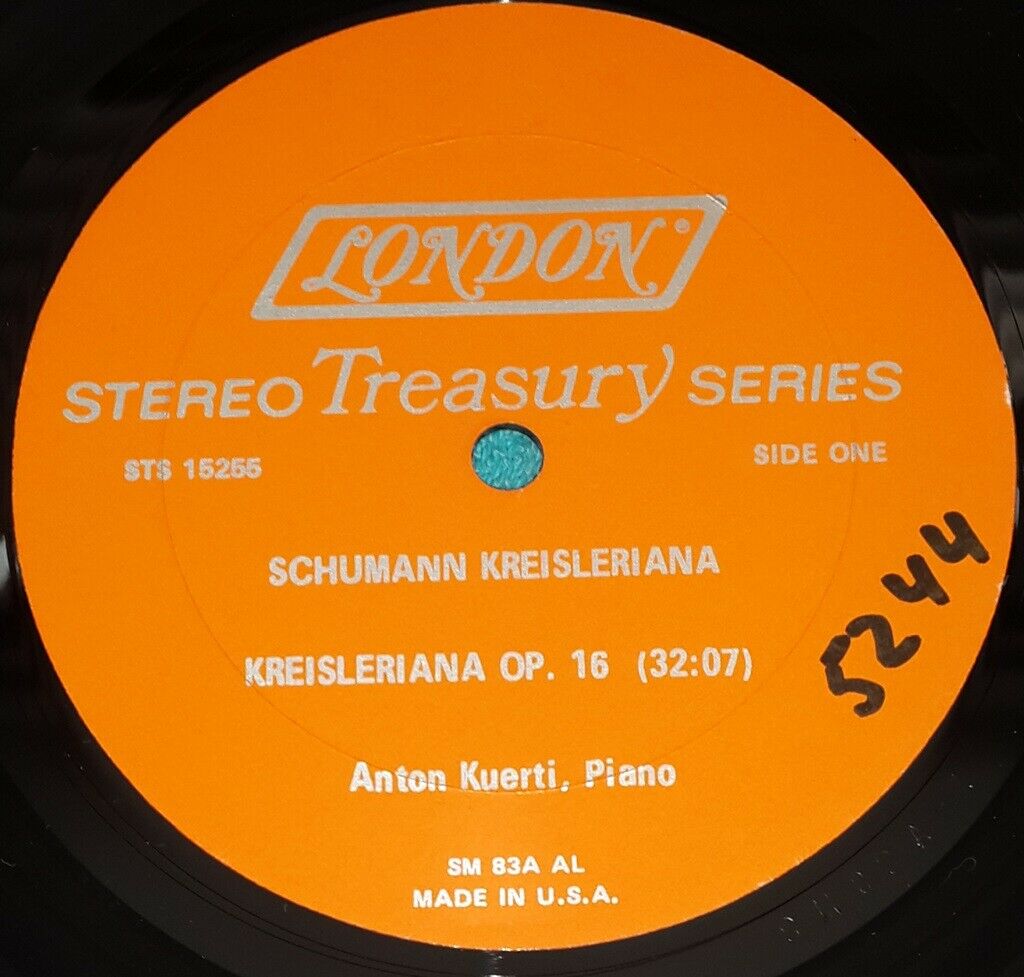 LONDON®
STEREO Treasury SERIES
STS 15255
SIDE ONE
SCHUMANN KREISLERIANA
KREISLERIANA OP. 16 (32:07)
Anton Kuerti, Piano
SM 83A AL
MADE IN U.S.A.
5244